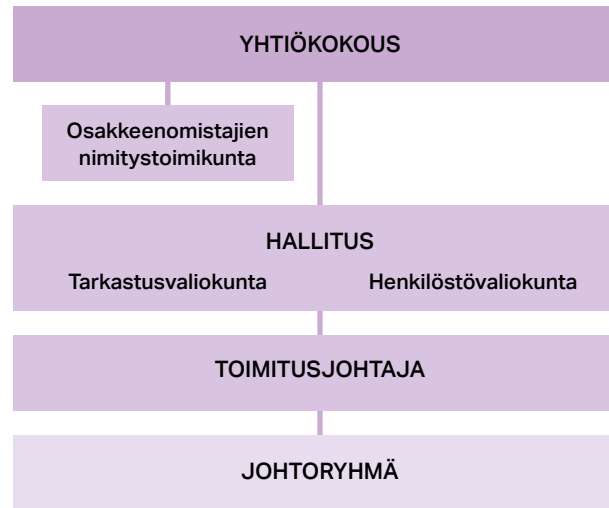 YHTIÖKOKOUS
Osakkeenomistajien
nimitystoimikunta
HALLITUS
Tarkastusvaliokunta Henkilöstövaliokunta
TOIMITUSJOHTAJA
JOHTORYHMÄ